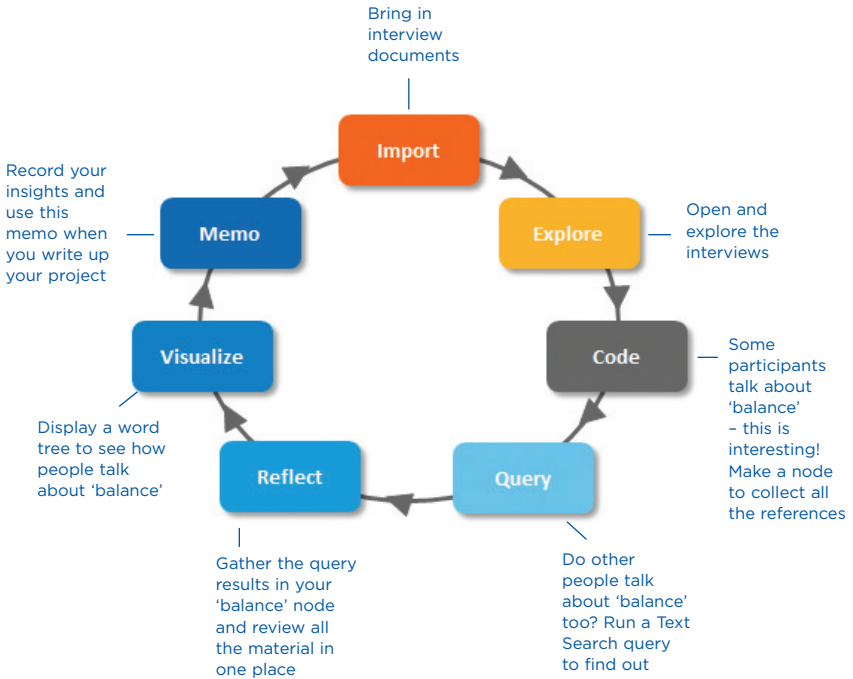 Bring in
interview
documents
Import
Explore
Open and
explore the
interviews
Code
Some
participants
talk about
‘balance’
– this is
interesting!
Make a node
to collect all
the references
Query
Do other
people talk
about ‘balance’
too? Run a Text
Search query
to find out
Reflect
Gather the query
results in your
‘balance’ node
and review all
the material in
one place
Visualize
Display a word
tree to see how
people talk
about ‘balance’
Memo
Record your
insights and
use this
memo when
you write up
your project